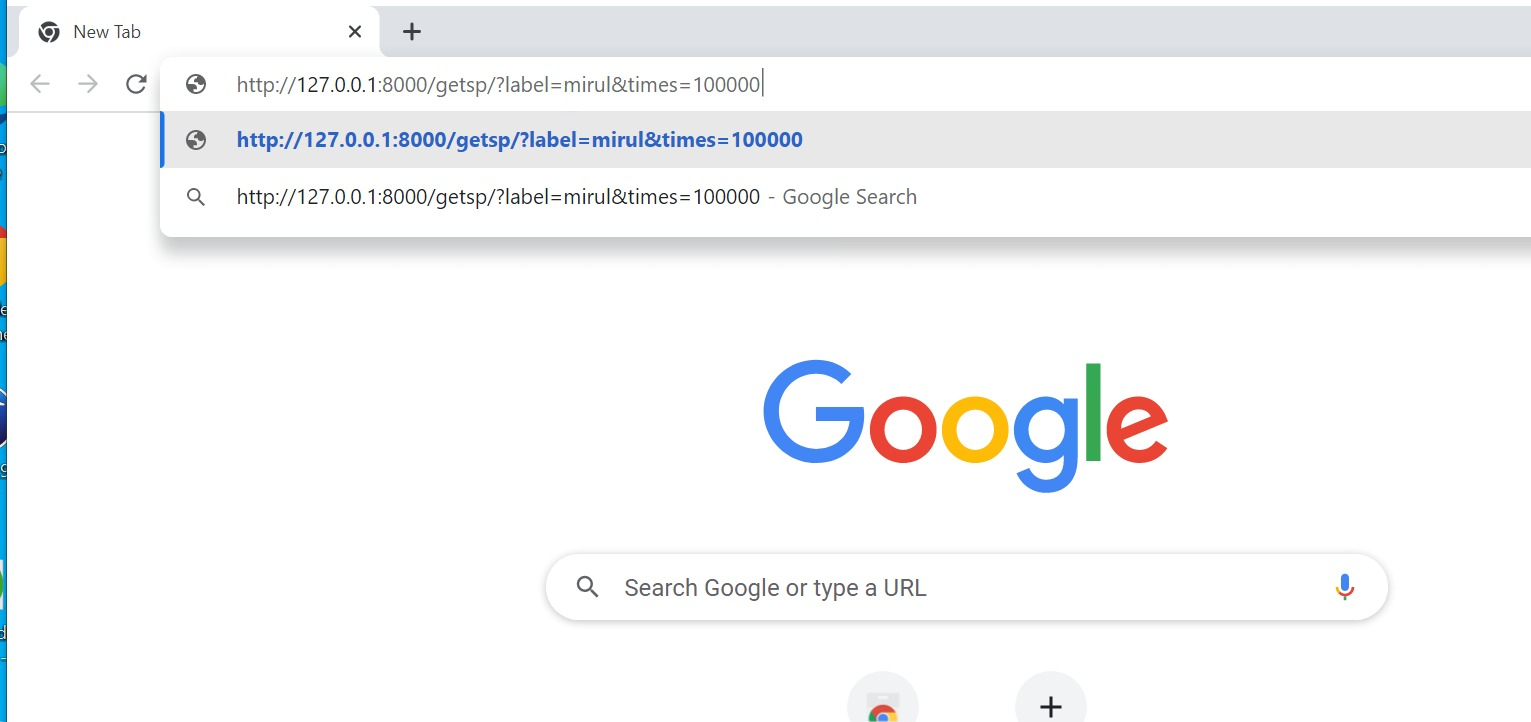 New Tab
http://127.0.0.1:8000/getsp/?label=mirul&times=100000
http://127.0.0.1:8000/getsp/?label=mirul&times=100000
http://127.0.0.1:8000/getsp/?label=mirul&times=100000 - Google Search
Google
Search Google or type a URL